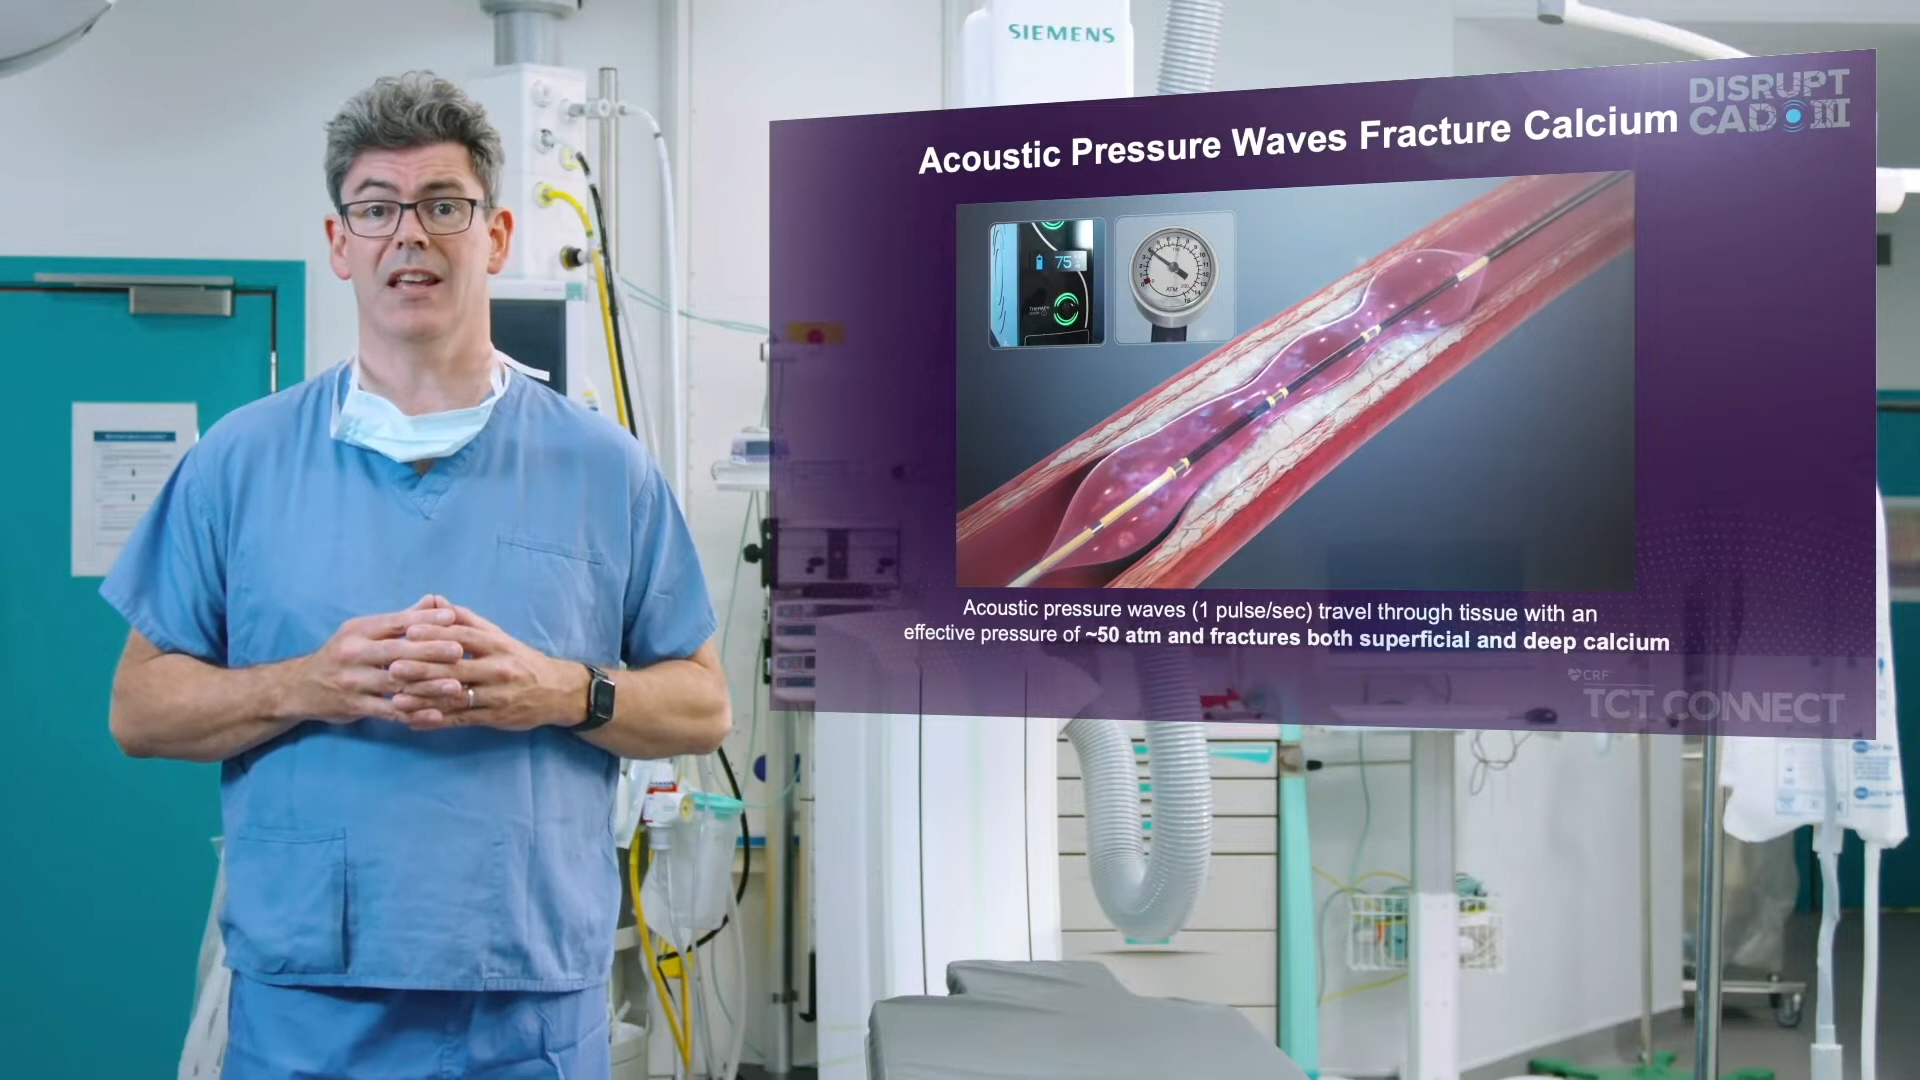 SIEMENS
DISRUPT
CAD III
Acoustic Pressure Waves Fracture Calcium
75
ATM
Acoustic pressure waves (1 pulse/sec) travel through tissue with an
effective pressure of ~50 atm and fractures both superficial and deep calcium
CRF
TCT CONNECT